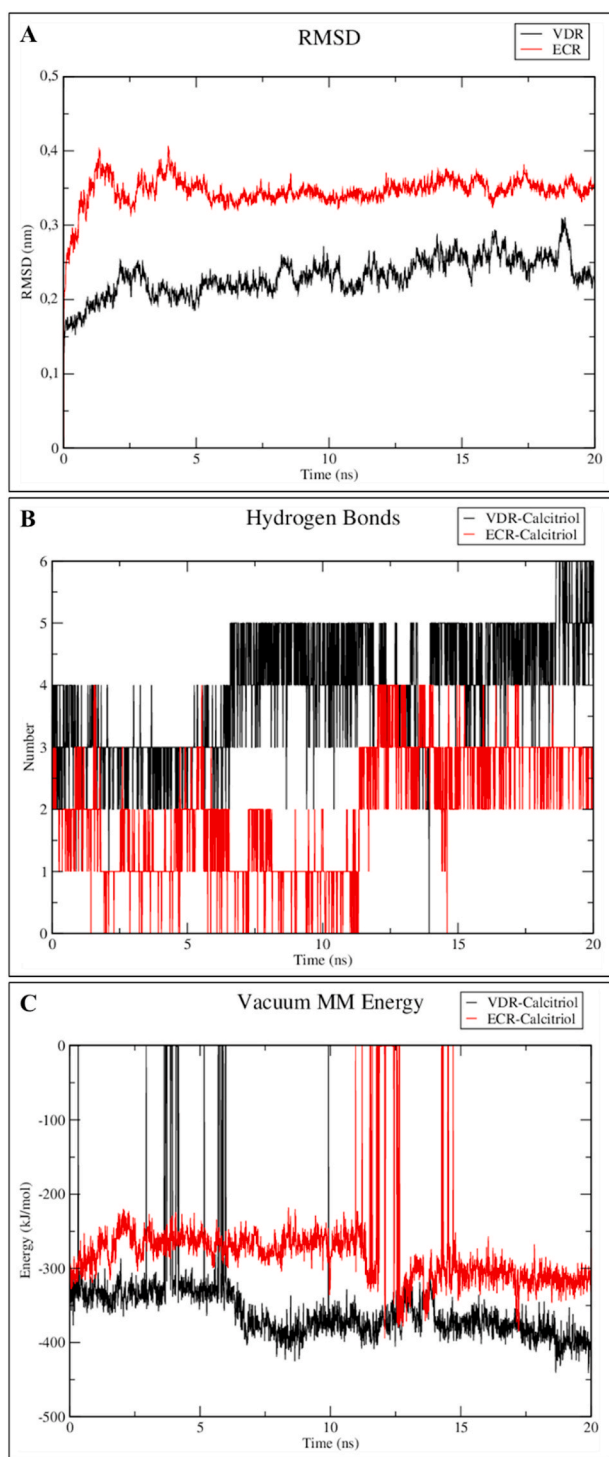 A
RMSD
VDR
ECR
0,5
0,4
0,3
0,2
0,1
0
RMSD (nm)
0 5 10 15 20
Time (ns)
B
Hydrogen Bonds
VDR-Calcitriol
ECR-Calcitriol
6
5
4
3
2
1
0
Number
0 5 10 15 20
Time (ns)
C
Vacuum MM Energy
VDR-Calcitriol
ECR-Calcitriol
0
-100
-200
-300
-400
-500
Energy (kJ/mol)
0 5 10 15 20
Time (ns)